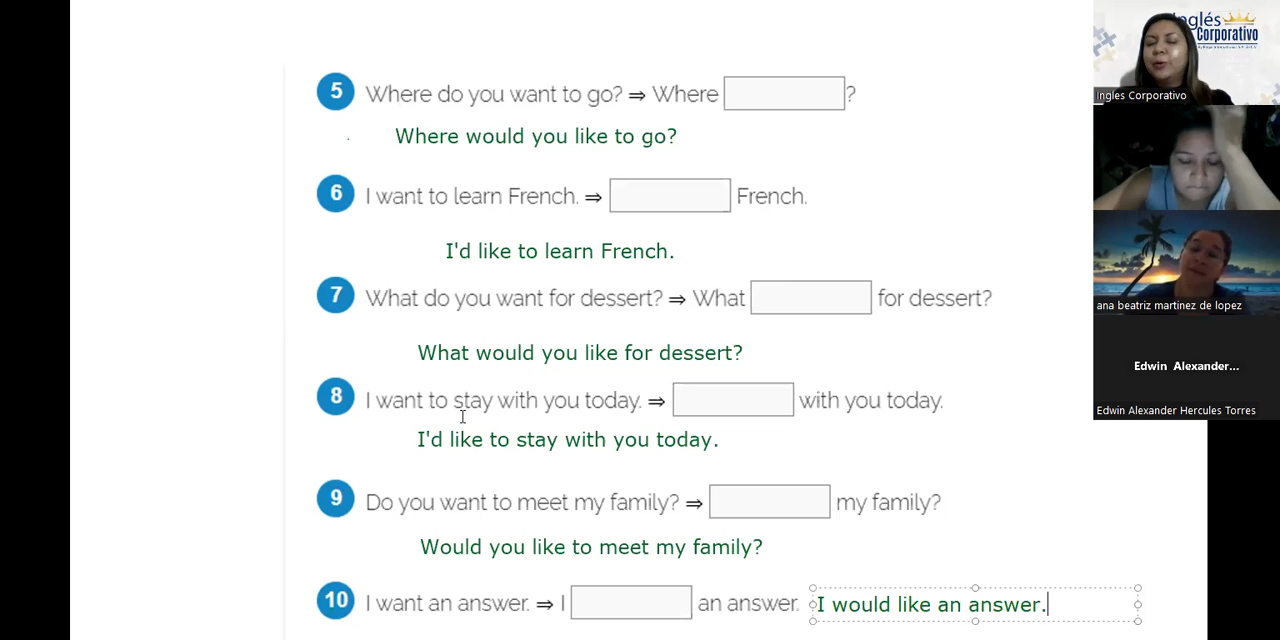 Inglés
Corporativo
Ingles Corporativo
5 Where do you want to go? ⇒ Where ?
Where would you like to go?
6 I want to learn French. ⇒ French.
I'd like to learn French.
7 What do you want for dessert? ⇒ What for dessert?
What would you like for dessert?
ana beatriz martinez de lopez
Edwin Alexander...
Edwin Alexander Hercules Torres
8 I want to stay with you today. ⇒ with you today.
I'd like to stay with you today.
9 Do you want to meet my family? ⇒ my family?
Would you like to meet my family?
10 I want an answer. ⇒ I an answer. I would like an answer.